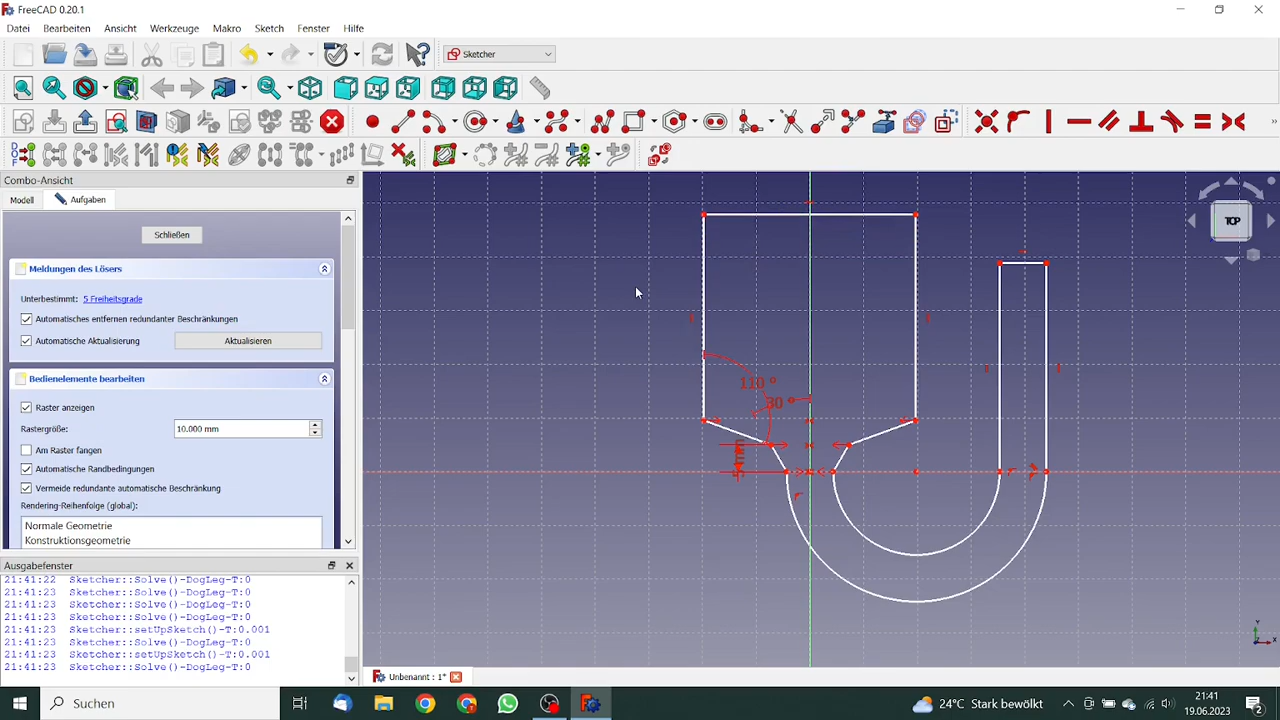 FreeCAD 0.20.1
Datei Bearbeiten Ansicht Werkzeuge Makro Sketch Fenster Hilfe
Sketcher
Combo-Ansicht
Modell Aufgaben
Schließen
Meldungen des Lösers
Unterbestimmt: 5 Freiheitsgrade
Automatisches entfernen redundanter Beschränkungen
Automatische Aktualisierung Aktualisieren
Bedienelemente bearbeiten
Raster anzeigen
Rastergröße: 10.000 mm
Am Raster fangen
Automatische Randbedingungen
Vermeide redundante automatische Beschränkung
Rendering-Reihenfolge (global):
Normale Geometrie
Konstruktionsgeometrie
Ausgabefenster
21:41:22 Sketcher::Solve()-DogLeg-T:0
21:41:23 Sketcher::Solve()-DogLeg-T:0
21:41:23 Sketcher::Solve()-DogLeg-T:0
21:41:23 Sketcher::Solve()-DogLeg-T:0
21:41:23 Sketcher::setUpSketch()-T:0.001
21:41:23 Sketcher::Solve()-DogLeg-T:0
21:41:23 Sketcher::setUpSketch()-T:0.001
21:41:23 Sketcher::Solve()-DogLeg-T:0
TOP
110 °
30 °
5 mm
Unbenannt : 1*
Suchen
24°C Stark bewölkt
21:41
19.06.2023
2